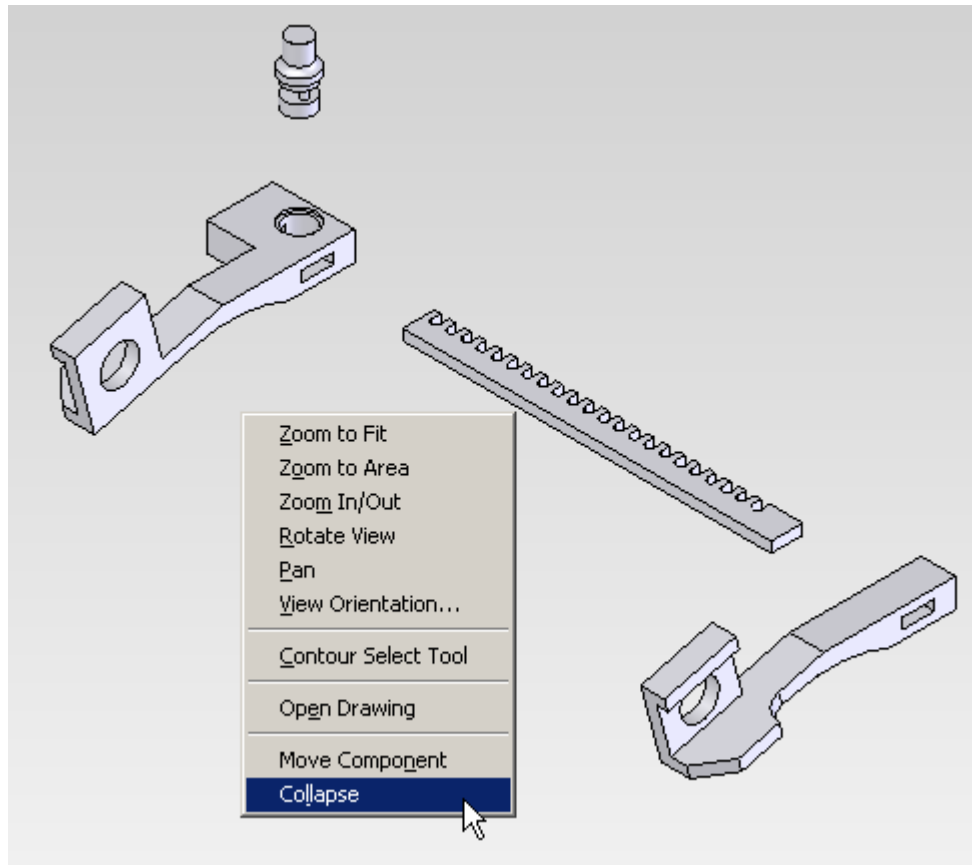 Zoom to Fit
Zoom to Area
Zoom In/Out
Rotate View
Pan
View Orientation...
Contour Select Tool
Open Drawing
Move Component
Collapse